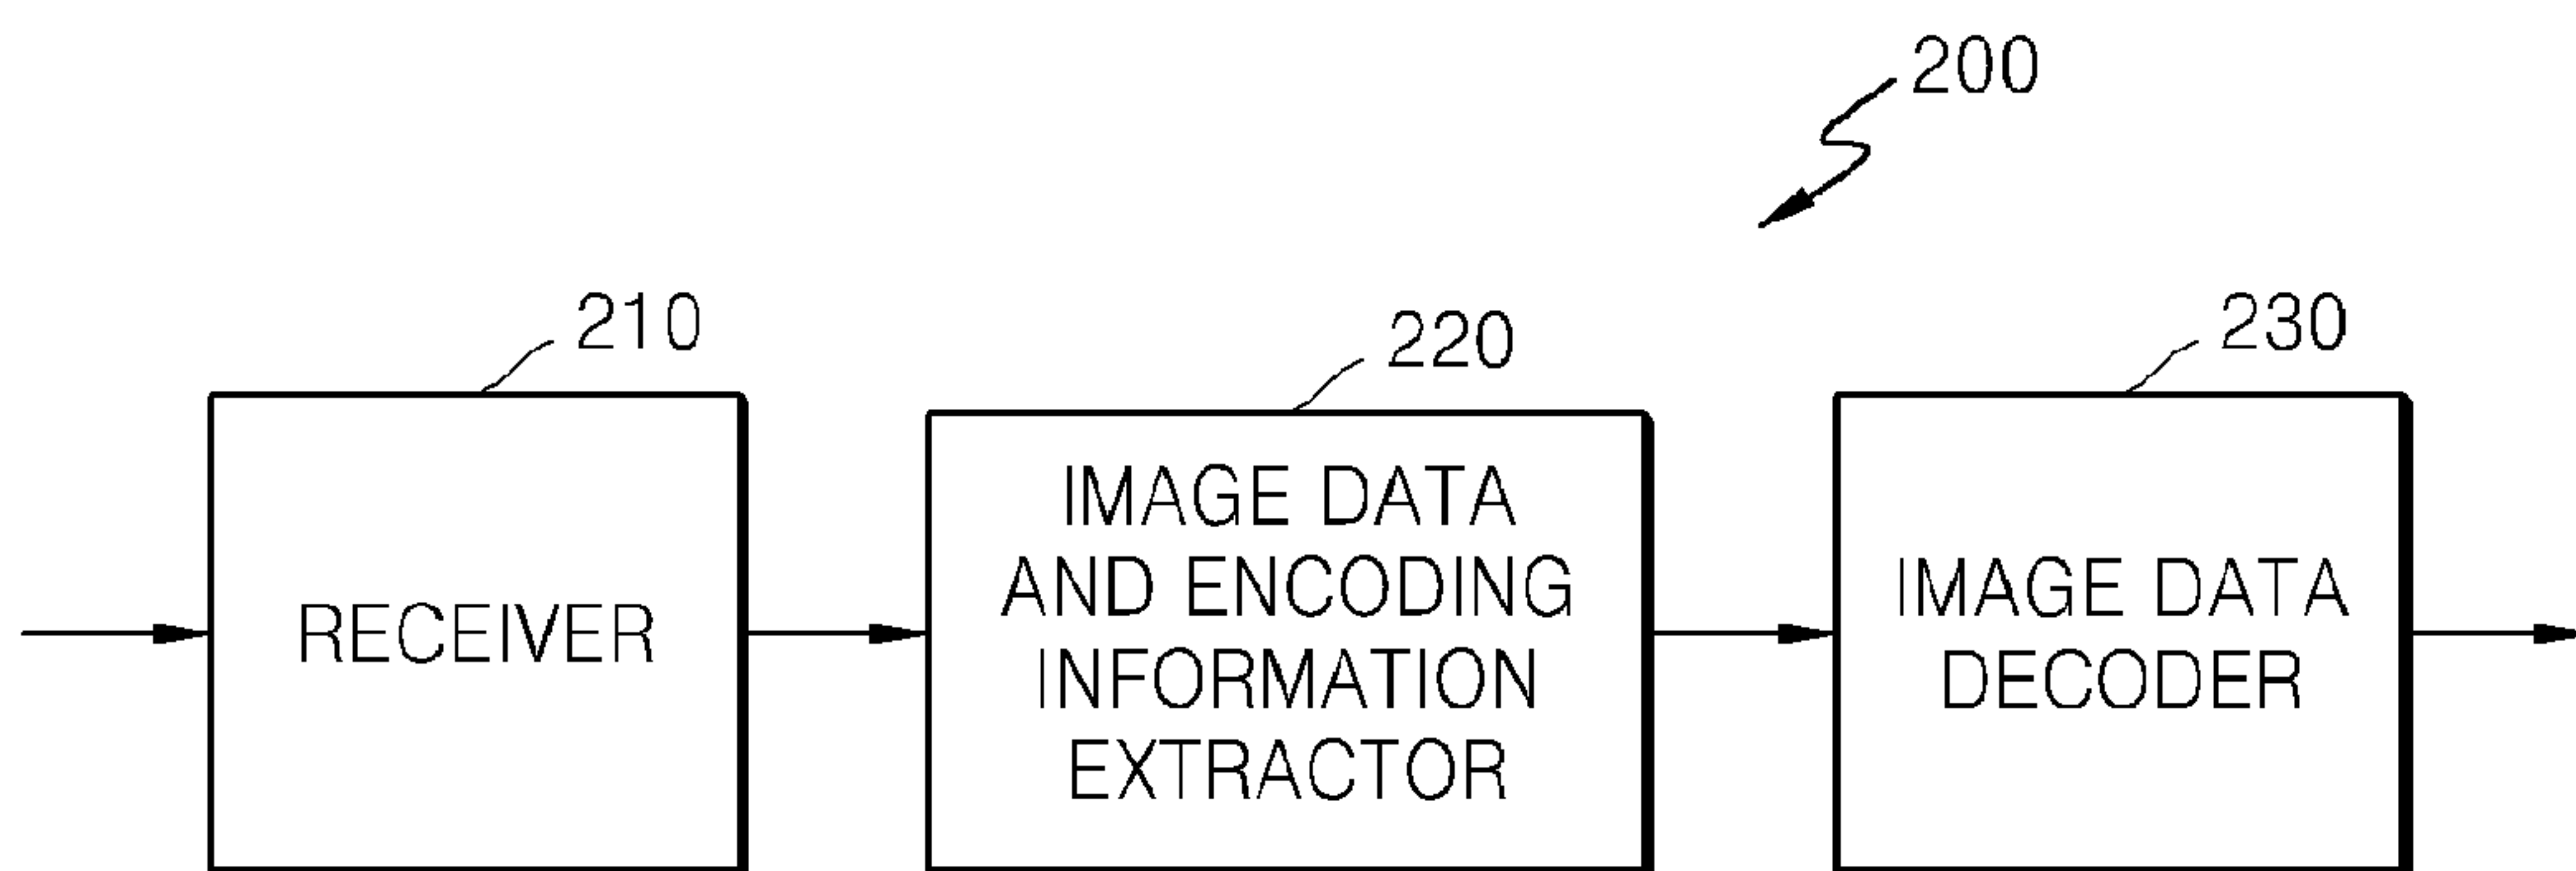 200
210
220
230
RECEIVER
IMAGE DATA
AND ENCODING
INFORMATION
EXTRACTOR
IMAGE DATA
DECODER